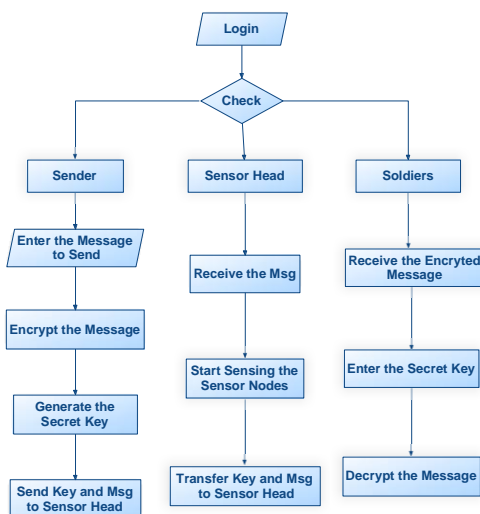 Login
Check
Sender
Sensor Head
Soldiers
Enter the Message
to Send
Receive the Msg
Receive the Encryted
Message
Encrypt the Message
Start Sensing the
Sensor Nodes
Enter the Secret Key
Generate the
Secret Key
Send Key and Msg
to Sensor Head
Transfer Key and Msg
to Sensor Head
Decrypt the Message